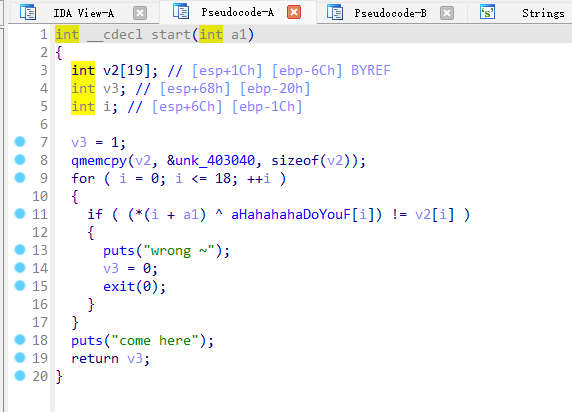 IDA View-A Pseudocode-A Pseudocode-B Strings
1 int __cdecl start(int a1)
2 {
3 int v2[19]; // [esp+1Ch] [ebp-6Ch] BYREF
4 int v3; // [esp+68h] [ebp-20h]
5 int i; // [esp+6Ch] [ebp-1Ch]
6
7 v3 = 1;
8 qmemcpy(v2, &unk_403040, sizeof(v2));
9 for ( i = 0; i <= 18; ++i )
10 {
11 if ( (*(i + a1) ^ aHahahahaDoYouF[i]) != v2[i] )
12 {
13 puts("wrong ~");
14 v3 = 0;
15 exit(0);
16 }
17 }
18 puts("come here");
19 return v3;
20 }